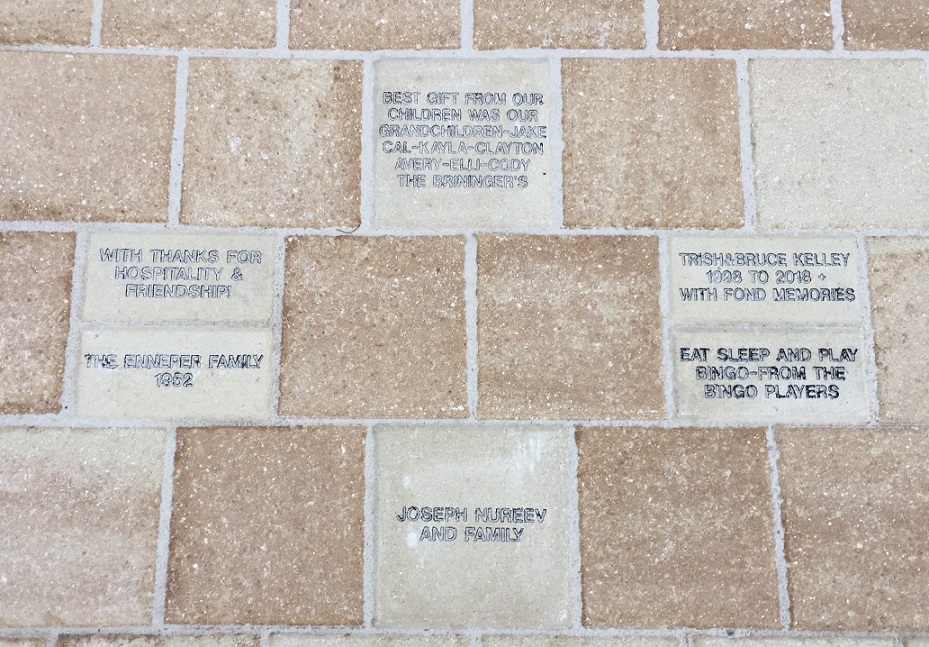 BEST GIFT FROM OUR
CHILDREN WAS OUR
GRANDCHILDREN-JAKE
CAL-KAYLA-CLAYTON
AVERY-ELLI-CODY
THE BRININGER'S
WITH THANKS FOR
HOSPITALITY &
FRIENDSHIP!
THE ENNEPER FAMILY
1952
TRISH&BRUCE KELLEY
1998 TO 2018 +
WITH FOND MEMORIES
EAT SLEEP AND PLAY
BINGO-FROM THE
BINGO PLAYERS
JOSEPH NUREEV
AND FAMILY